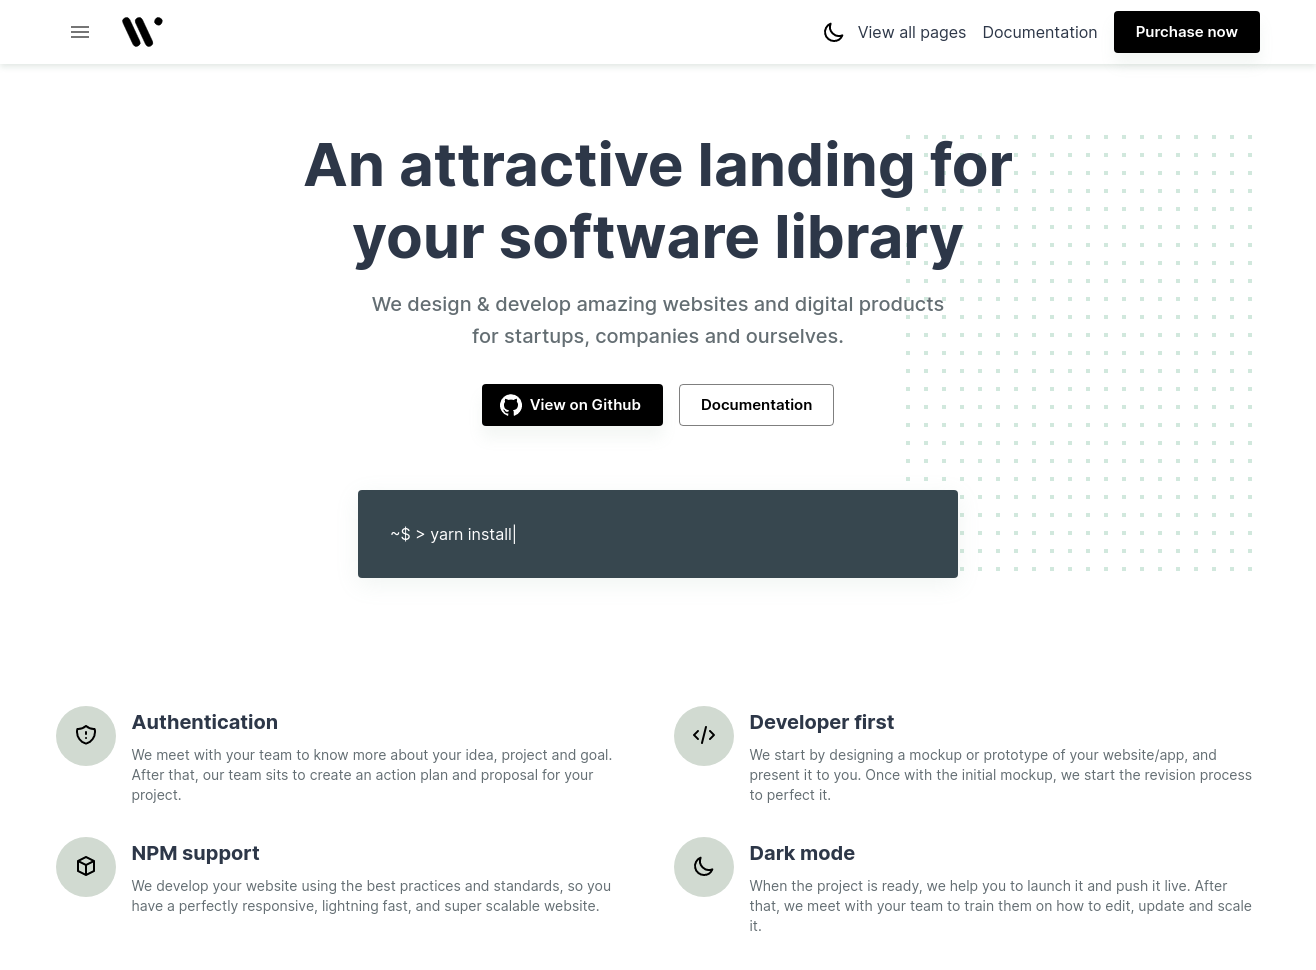 View all pages
Documentation
Purchase now
An attractive landing for
your software library
We design & develop amazing websites and digital products
for startups, companies and ourselves.
View on Github
Documentation
~$ > yarn install|
Authentication
We meet with your team to know more about your idea, project and goal.
After that, our team sits to create an action plan and proposal for your
project.
Developer first
We start by designing a mockup or prototype of your website/app, and
present it to you. Once with the initial mockup, we start the revision process
to perfect it.
NPM support
We develop your website using the best practices and standards, so you
have a perfectly responsive, lightning fast, and super scalable website.
Dark mode
When the project is ready, we help you to launch it and push it live. After
that, we meet with your team to train them on how to edit, update and scale
it.